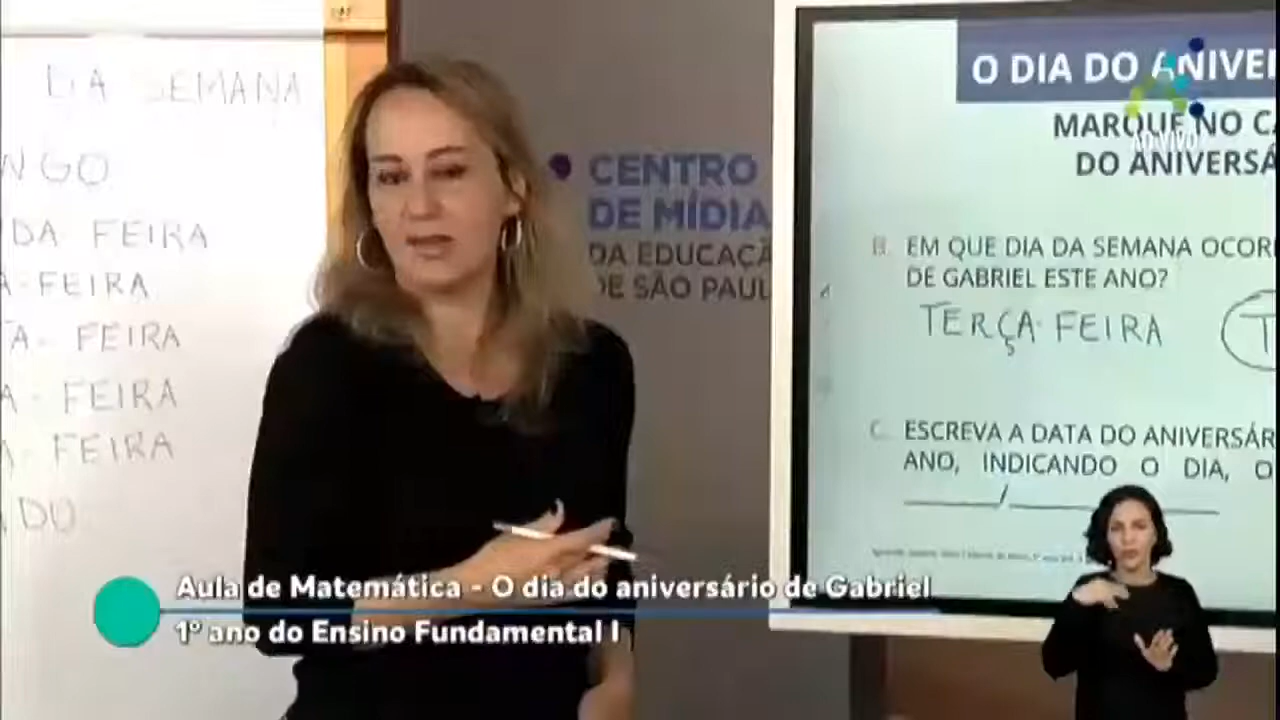 DA SEMANA
NGO
DA FEIRA
A-FEIRA
TA-FEIRA
A-FEIRA
A-FEIRA
ADO
CENTRO
DE MÍDIA
DA EDUCAÇÃ
DE SÃO PAUL
O DIA DO ANIVE
AO VIVO
MARQUE NO C
DO ANIVERSÁ
B. EM QUE DIA DA SEMANA OCOR
DE GABRIEL ESTE ANO?
TERÇA-FEIRA T
C. ESCREVA A DATA DO ANIVERSÁR
ANO, INDICANDO O DIA, O
Aula de Matemática - O dia do aniversário de Gabriel
1º ano do Ensino Fundamental I